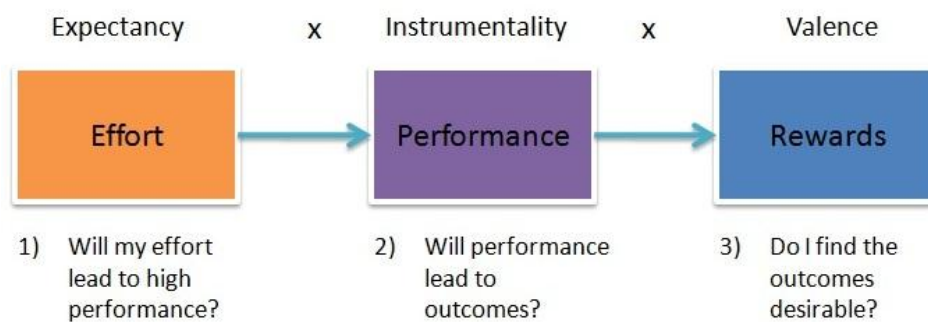 Expectancy x Instrumentality x Valence
Effort Performance Rewards
1) Will my effort
lead to high
performance?
2) Will performance
lead to
outcomes?
3) Do I find the
outcomes
desirable?